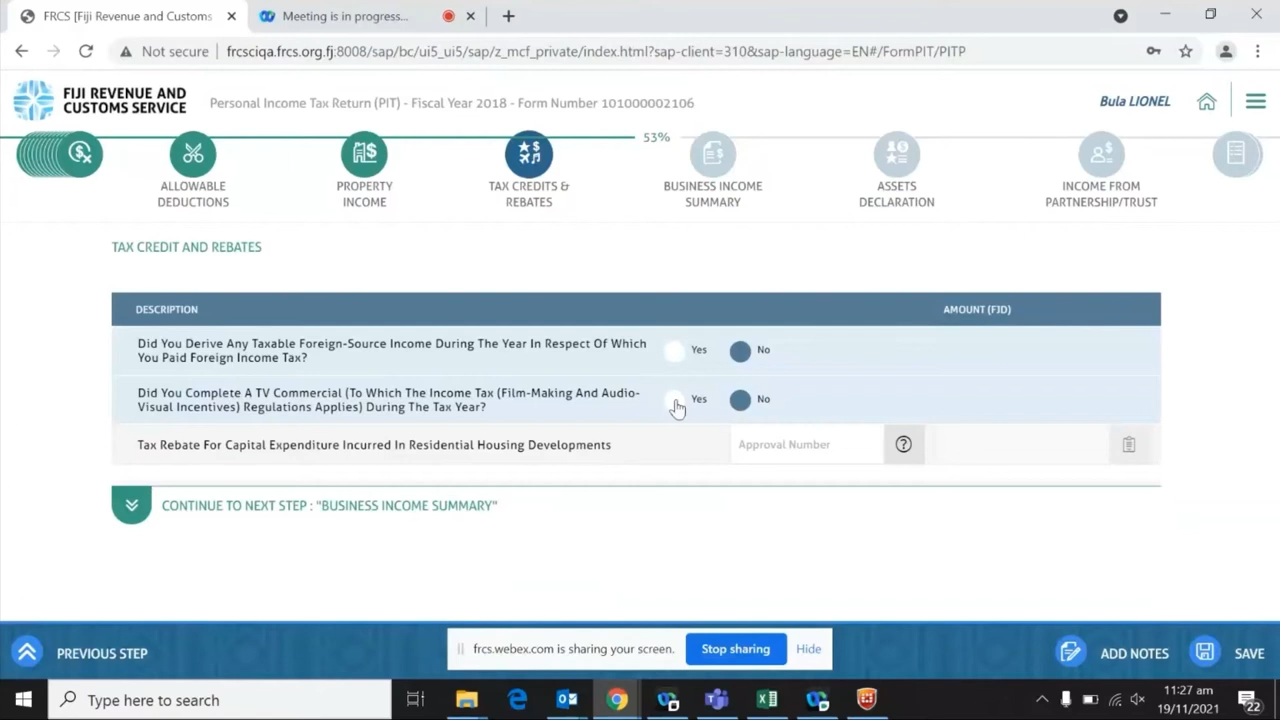 FRCS [Fiji Revenue and Customs
Meeting is in progress...
Not secure
frcsciqa.frcs.org.fj:8008/sap/bc/ui5_ui5/sap/z_mcf_private/index.html?sap-client=310&sap-language=EN#/FormPIT/PITP
FIJI REVENUE AND
CUSTOMS SERVICE
Personal Income Tax Return (PIT) - Fiscal Year 2018 - Form Number 101000002106
Bula LIONEL
53%
ALLOWABLE
DEDUCTIONS
PROPERTY
INCOME
TAX CREDITS &
REBATES
BUSINESS INCOME
SUMMARY
ASSETS
DECLARATION
INCOME FROM
PARTNERSHIP/TRUST
TAX CREDIT AND REBATES
DESCRIPTION
AMOUNT (FJD)
Did You Derive Any Taxable Foreign-Source Income During The Year In Respect Of Which
You Paid Foreign Income Tax?
Yes
No
Did You Complete A TV Commercial (To Which The Income Tax (Film-Making And Audio-
Visual Incentives) Regulations Applies) During The Tax Year?
Yes
No
Tax Rebate For Capital Expenditure Incurred In Residential Housing Developments
Approval Number
CONTINUE TO NEXT STEP : "BUSINESS INCOME SUMMARY"
PREVIOUS STEP
frcs.webex.com is sharing your screen.
Stop sharing
Hide
ADD NOTES
SAVE
Type here to search
11:27 am
19/11/2021
22